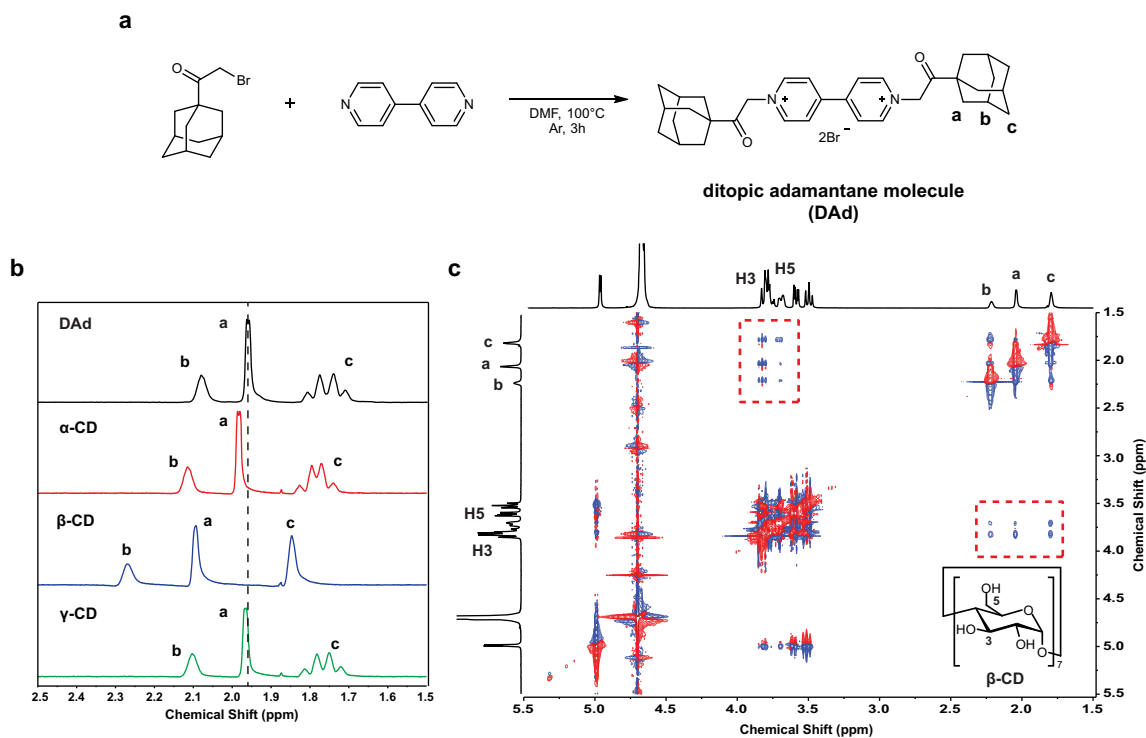 a
O
Br
+
N
N
DMF, 100°C
Ar, 3h
O
N
+
N
+
O
2Br⁻
a
b
c
ditopic adamantane molecule
(DAd)
b
DAd
a
b
c
α-CD
a
b
c
β-CD
a
b
c
γ-CD
a
b
c
2.5 2.4 2.3 2.2 2.1 2.0 1.9 1.8 1.7 1.6 1.5
Chemical Shift (ppm)
c
H3
H5
b
a
c
c
a
b
H5
H3
1.5
2.0
2.5
3.0
3.5
4.0
4.5
5.0
5.5
Chemical Shift (ppm)
OH
5
O
HO
3
OH
O
7
β-CD
5.5 5.0 4.5 4.0 3.5 3.0 2.5 2.0 1.5
Chemical Shift (ppm)